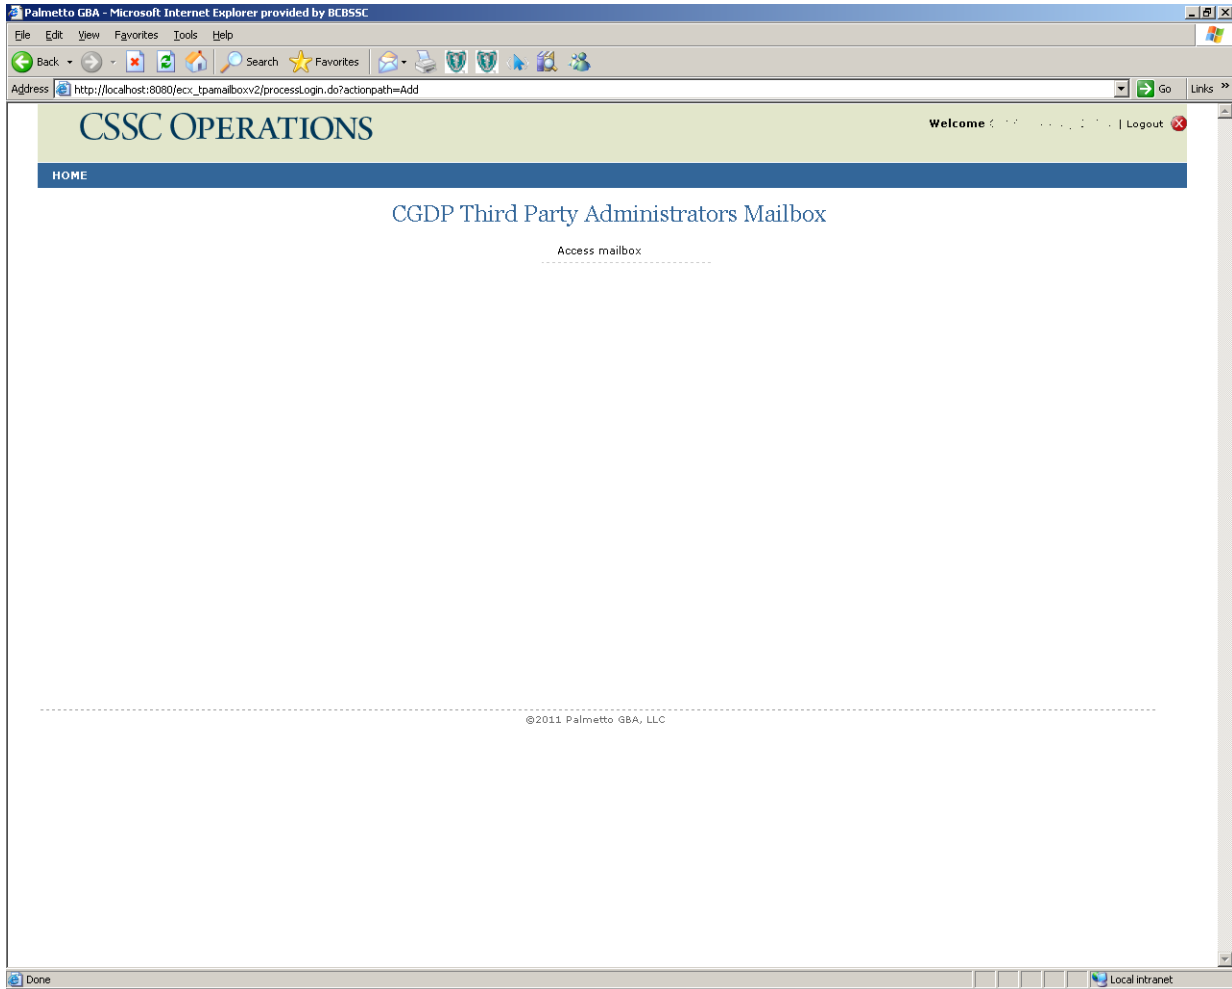 Palmetto GBA - Microsoft Internet Explorer provided by BCBSSC
File Edit View Favorites Tools Help
Back Search Favorites
Address http://localhost:8080/ecx_tpamailboxv2/processLogin.do?actionpath=Add Go Links »
CSSC OPERATIONS
Welcome | Logout
HOME
CGDP Third Party Administrators Mailbox
Access mailbox
©2011 Palmetto GBA, LLC
Done Local intranet